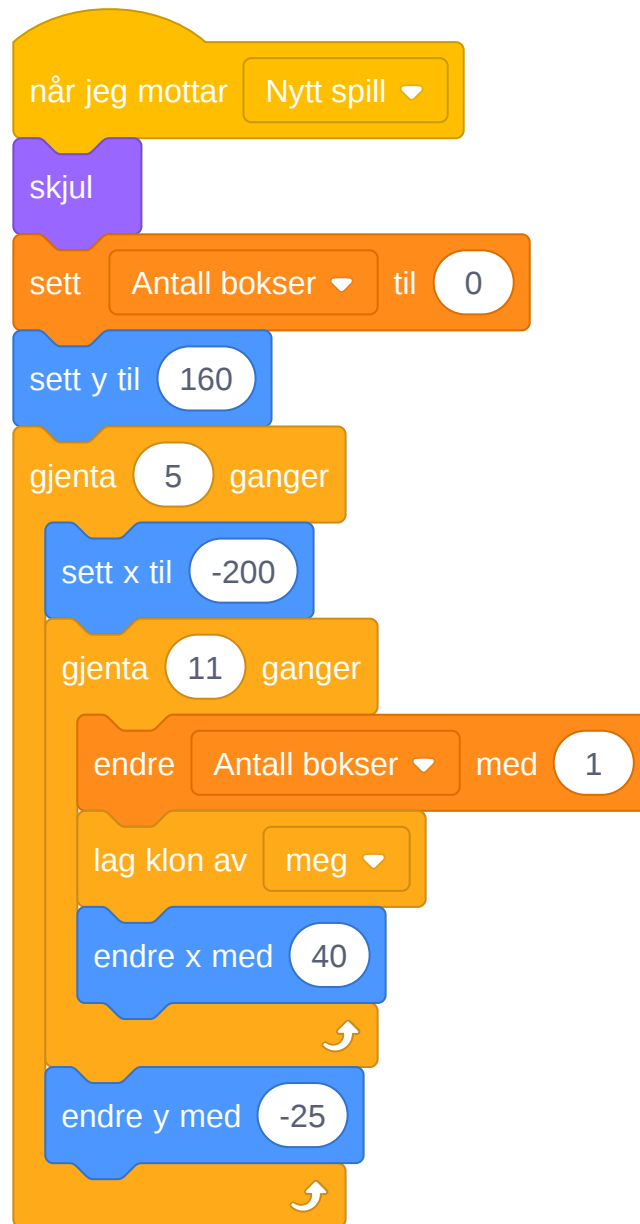 når jeg mottar Nytt spill
skjul
sett Antall bokser til 0
sett y til 160
gjenta 5 ganger
sett x til -200
gjenta 11 ganger
endre Antall bokser med 1
lag klon av meg
endre x med 40
endre y med -25